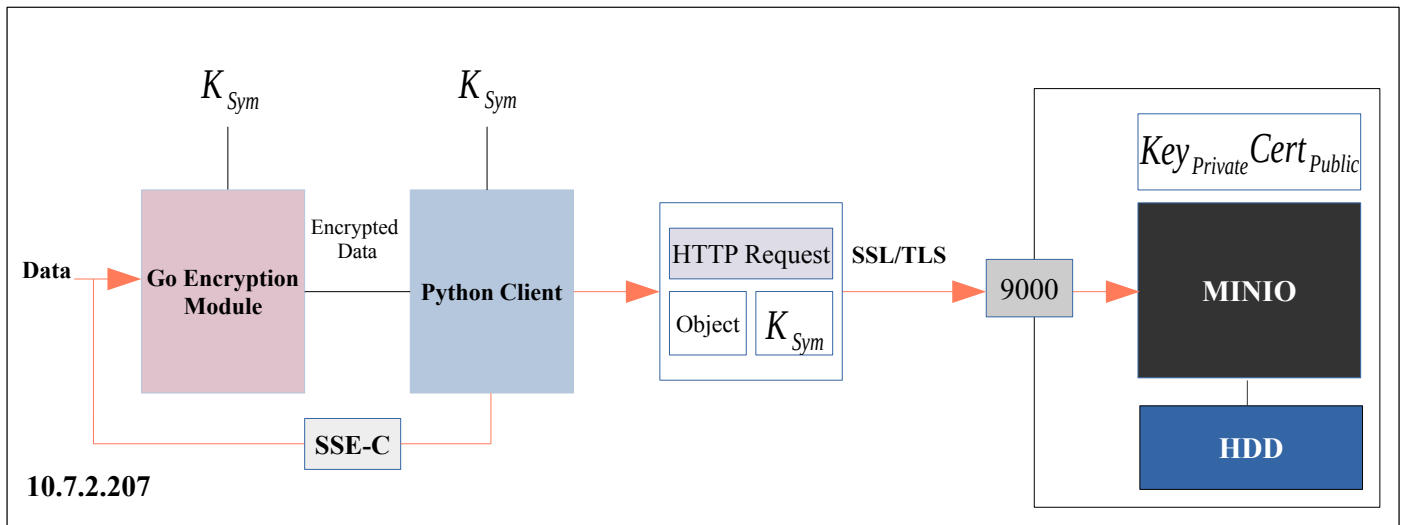 K Sym
K Sym
Key Private Cert Public
Encrypted
Data
HTTP Request
SSL/TLS
Data
Go Encryption
Module
Python Client
9000
MINIO
Object
K Sym
SSE-C
HDD
10.7.2.207